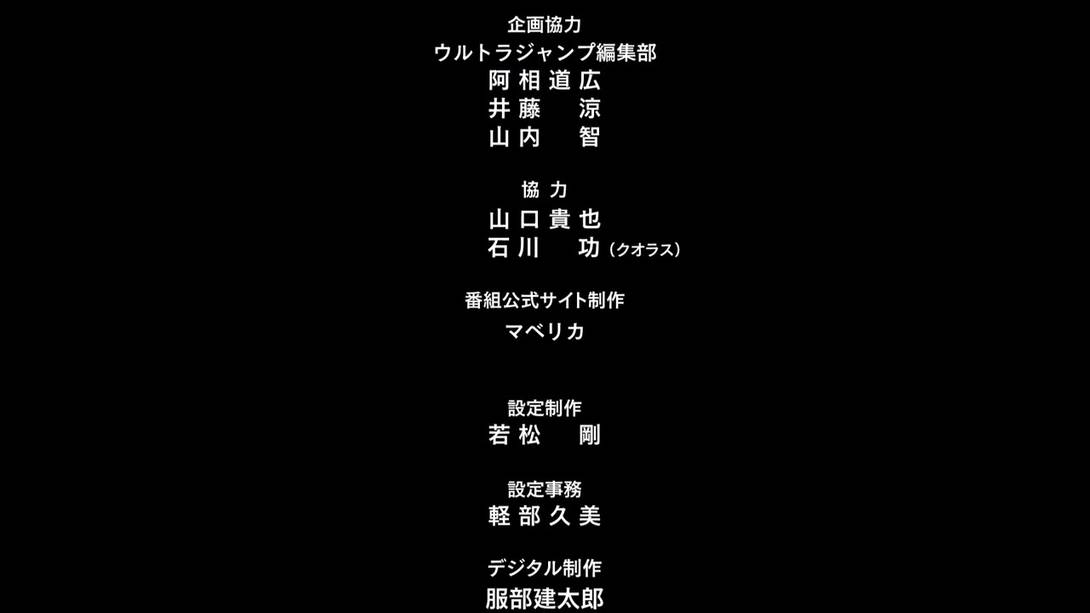 企画協力
ウルトラジャンプ編集部
阿相道広
井藤 涼
山内 智
協力
山口貴也
石川 功（クオラス）
番組公式サイト制作
マベリカ
設定制作
若松 剛
設定事務
軽部久美
デジタル制作
服部建太郎